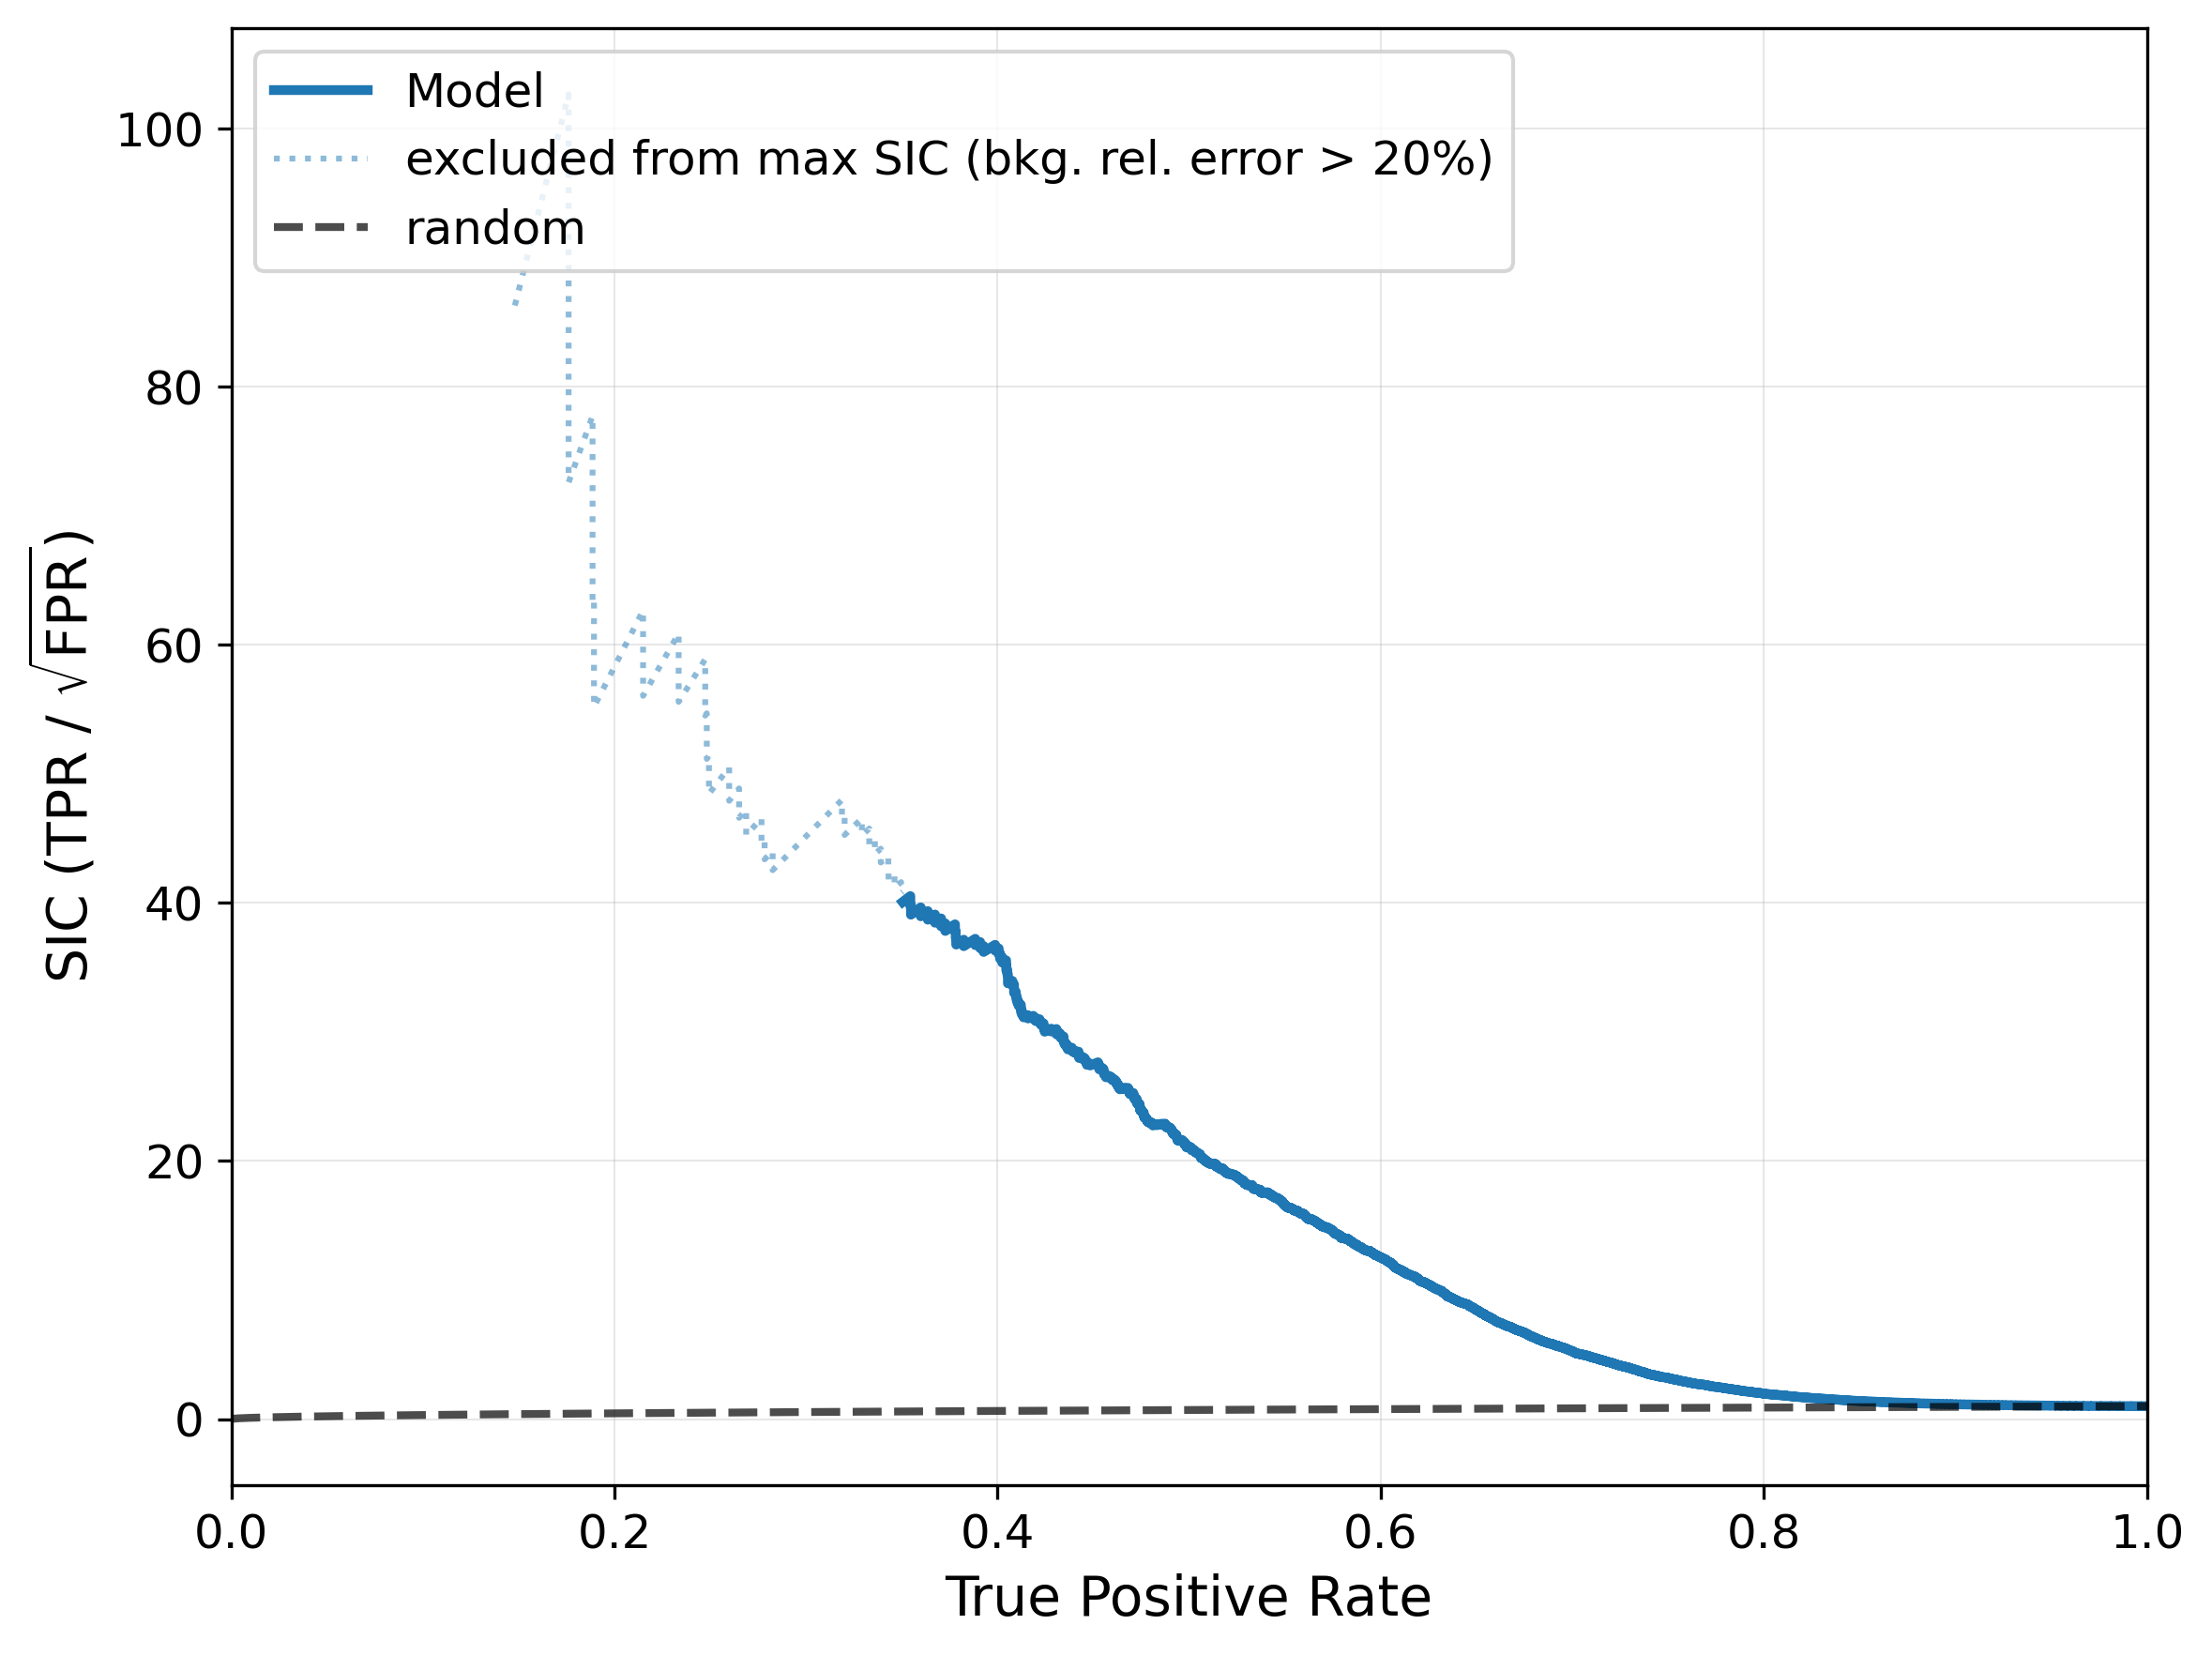 Model
excluded from max SIC (bkg. rel. error > 20%)
random
100
80
60
40
20
0
SIC (TPR / √FPR)
0.0 0.2 0.4 0.6 0.8 1.0
True Positive Rate